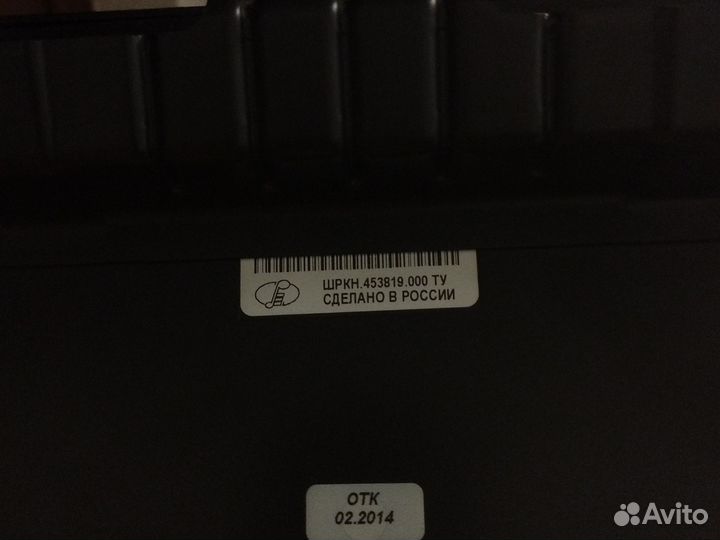 ШРКН.453819.000 ТУ
СДЕЛАНО В РОССИИ
ОТК
02.2014
Avito